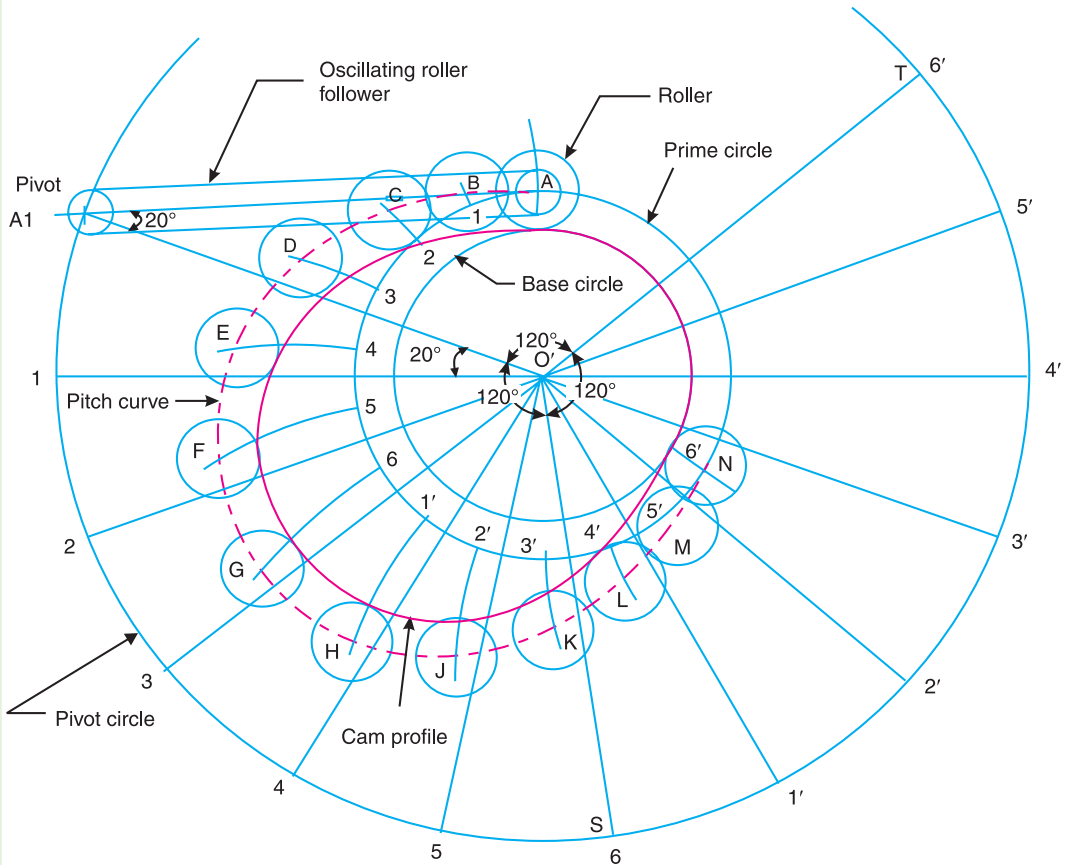 Oscillating roller
follower
Roller
Prime circle
T
6′
5′
Pivot
A1
20°
C
B
A
1
2
D
3
Base circle
E
4
20°
120°
O′
120°
120°
1
4′
Pitch curve
5
F
6
6′
N
1′
5′
2′
3′
4′
M
2
3′
G
L
H
K
J
3
2′
Pivot circle
Cam profile
4
1′
S
5
6